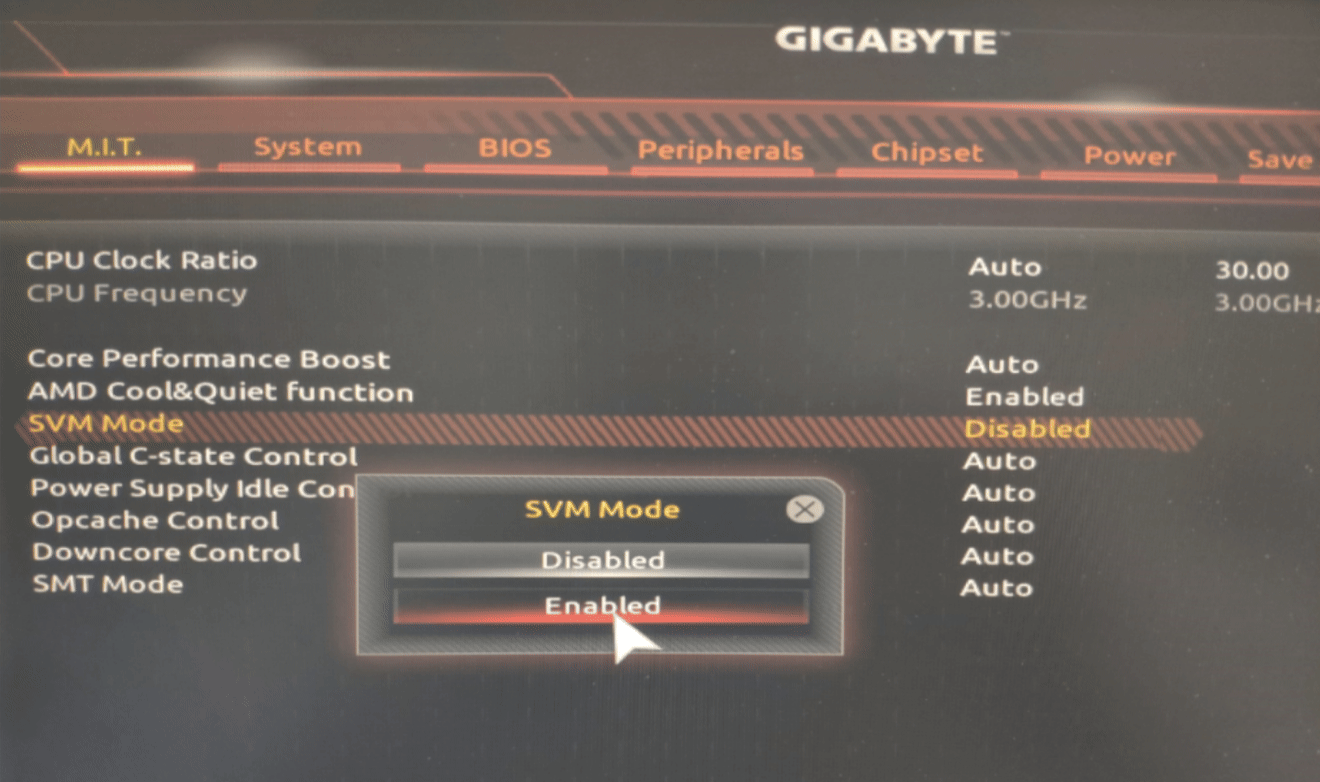 GIGABYTE™
M.I.T. System BIOS Peripherals Chipset Power Save
CPU Clock Ratio Auto 30.00
CPU Frequency 3.00GHz 3.00GHz
Core Performance Boost Auto
AMD Cool&Quiet function Enabled
SVM Mode Disabled
Global C-state Control Auto
Power Supply Idle Con Auto
Opcache Control Auto
Downcore Control Auto
SMT Mode Auto
SVM Mode
Disabled
Enabled